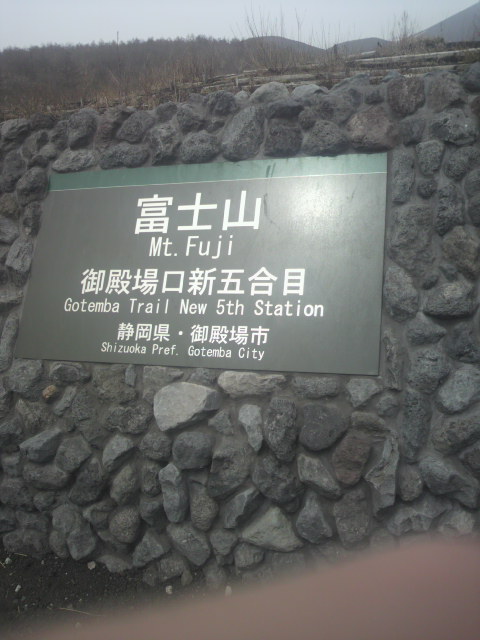 富士山
Mt.Fuji
御殿場口新五合目
Gotemba Trail New 5th Station
静岡県・御殿場市
Shizuoka Pref. Gotemba City